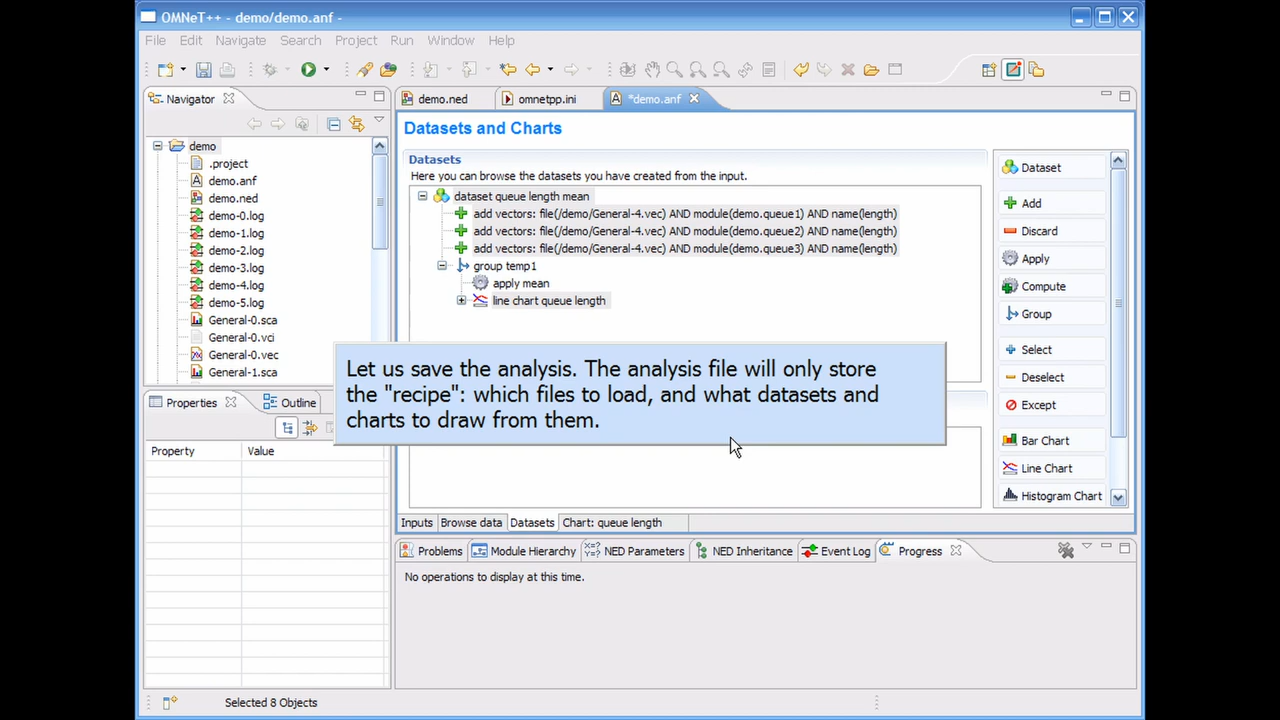 OMNeT++ - demo/demo.anf -
File Edit Navigate Search Project Run Window Help
Navigator
demo
.project
demo.anf
demo.ned
demo-0.log
demo-1.log
demo-2.log
demo-3.log
demo-4.log
demo-5.log
General-0.sca
General-0.vci
General-0.vec
General-1.sca
Properties
Outline
Property Value
demo.ned
omnetpp.ini
*demo.anf
Datasets and Charts
Datasets
Here you can browse the datasets you have created from the input.
dataset queue length mean
add vectors: file(/demo/General-4.vec) AND module(demo.queue1) AND name(length)
add vectors: file(/demo/General-4.vec) AND module(demo.queue2) AND name(length)
add vectors: file(/demo/General-4.vec) AND module(demo.queue3) AND name(length)
group temp1
apply mean
line chart queue length
Let us save the analysis. The analysis file will only store
the "recipe": which files to load, and what datasets and
charts to draw from them.
Dataset
Add
Discard
Apply
Compute
Group
Select
Deselect
Except
Bar Chart
Line Chart
Histogram Chart
Inputs Browse data Datasets Chart: queue length
Problems Module Hierarchy NED Parameters NED Inheritance Event Log Progress
No operations to display at this time.
Selected 8 Objects